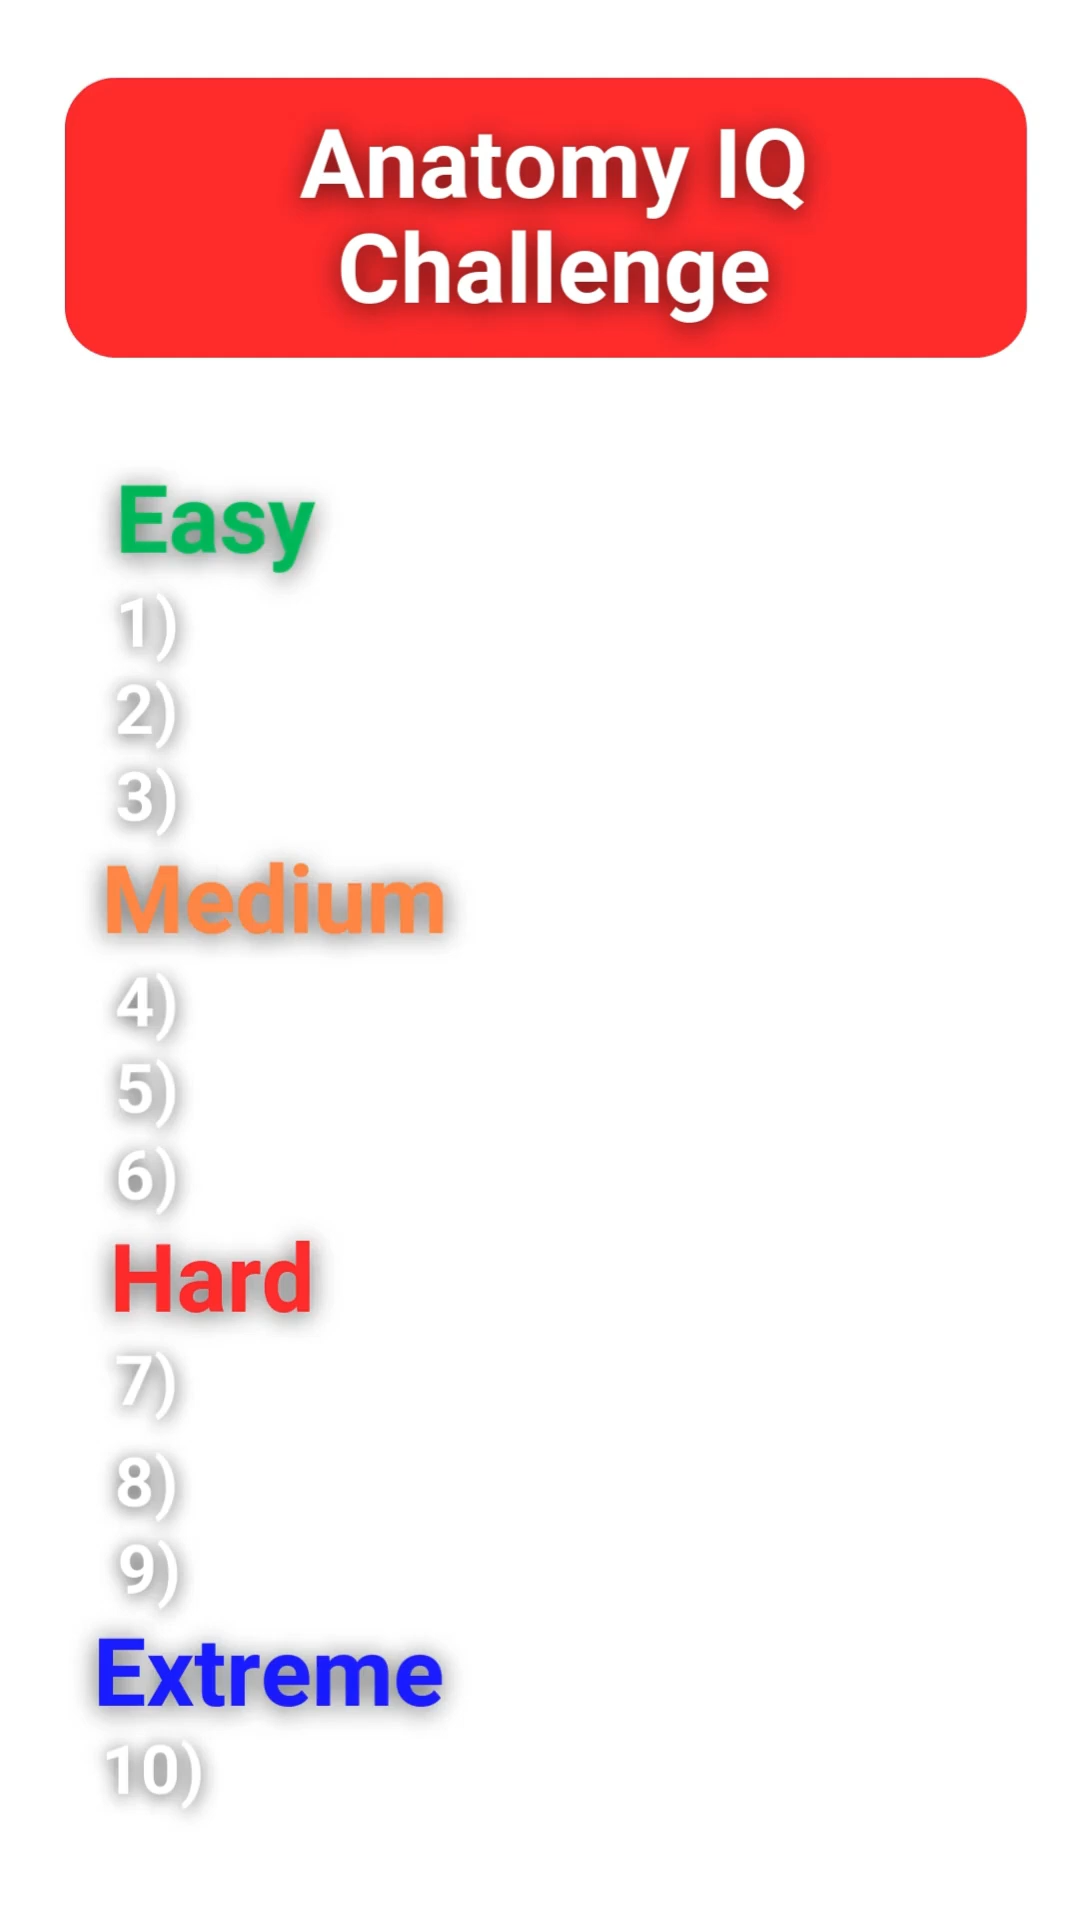 Anatomy IQ
Challenge
Easy
1)
2)
3)
Medium
4)
5)
6)
Hard
7)
8)
9)
Extreme
10)